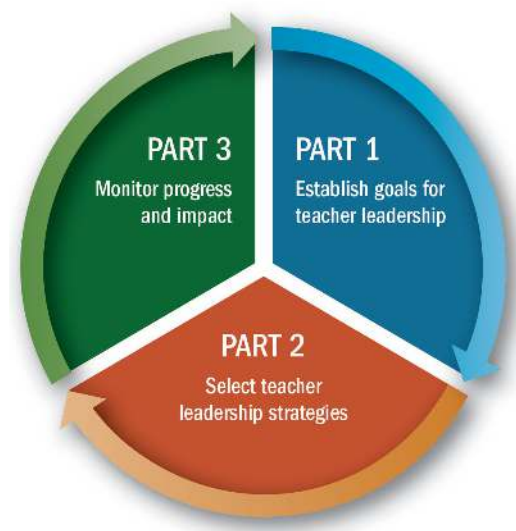 PART 1
Establish goals for
teacher leadership
PART 2
Select teacher
leadership strategies
PART 3
Monitor progress
and impact